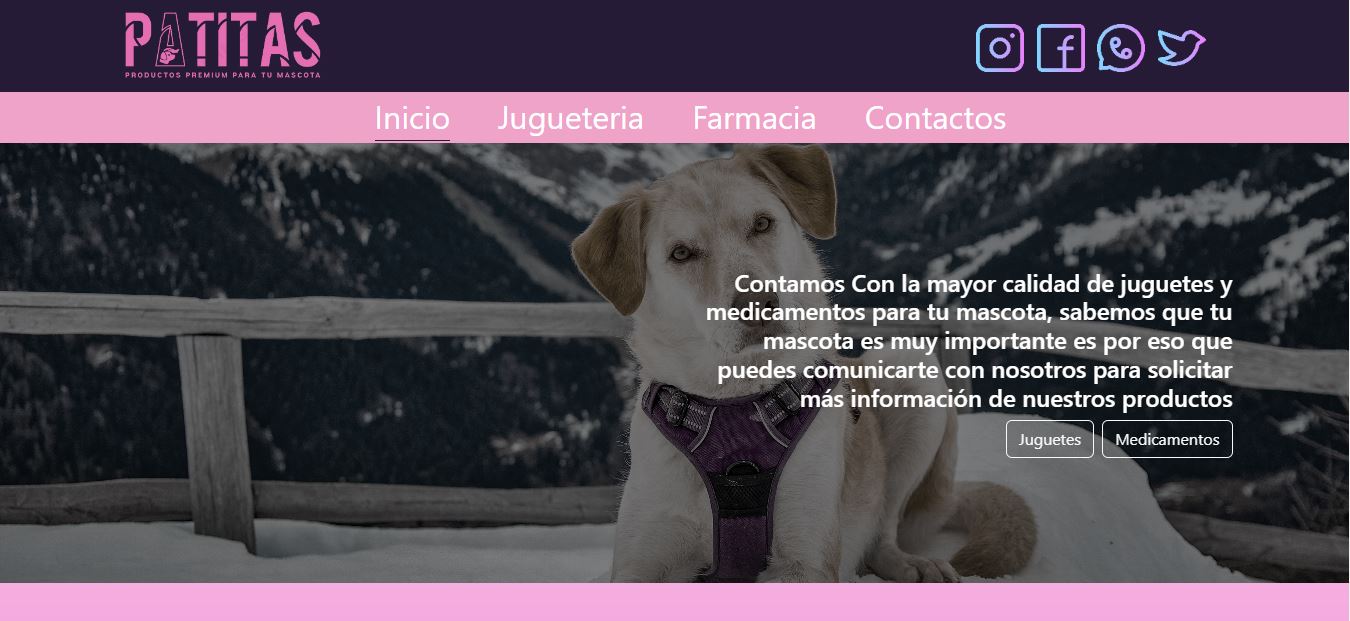 PATITAS
PRODUCTOS PREMIUM PARA TU MASCOTA
Inicio Jugueteria Farmacia Contactos
Contamos Con la mayor calidad de juguetes y
medicamentos para tu mascota, sabemos que tu
mascota es muy importante es por eso que
puedes comunicarte con nosotros para solicitar
más información de nuestros productos
Juguetes Medicamentos